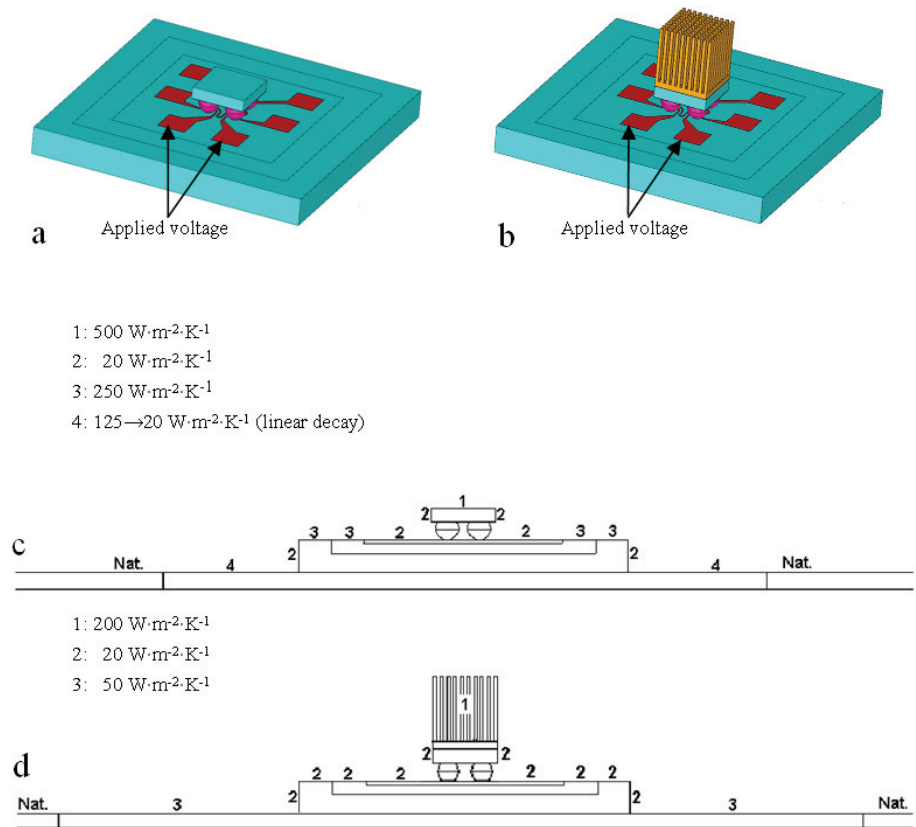 Applied voltage
a
Applied voltage
b
1: 500 W·m⁻²·K⁻¹
2: 20 W·m⁻²·K⁻¹
3: 250 W·m⁻²·K⁻¹
4: 125→20 W·m⁻²·K⁻¹ (linear decay)
c
1
2 2
3 3 2 2 3 3
2 2
Nat. 4 4 Nat.
1: 200 W·m⁻²·K⁻¹
2: 20 W·m⁻²·K⁻¹
3: 50 W·m⁻²·K⁻¹
d
1
2 2
2 2 2 2 2 2
2 2
Nat. 3 3 Nat.